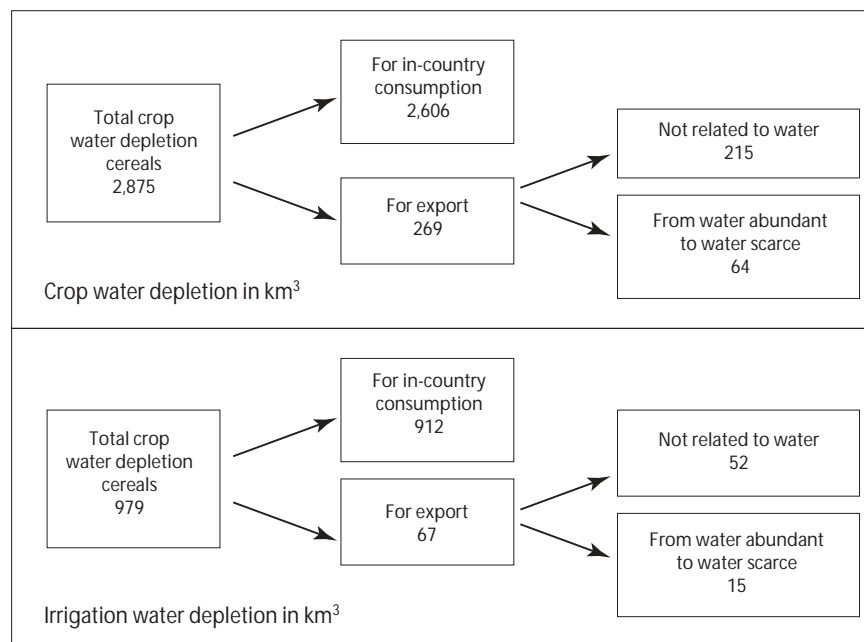 Total crop
water depletion
cereals
2,875
For in-country
consumption
2,606
For export
269
Not related to water
215
From water abundant
to water scarce
64
Crop water depletion in km³
Total crop
water depletion
cereals
979
For in-country
consumption
912
For export
67
Not related to water
52
From water abundant
to water scarce
15
Irrigation water depletion in km³